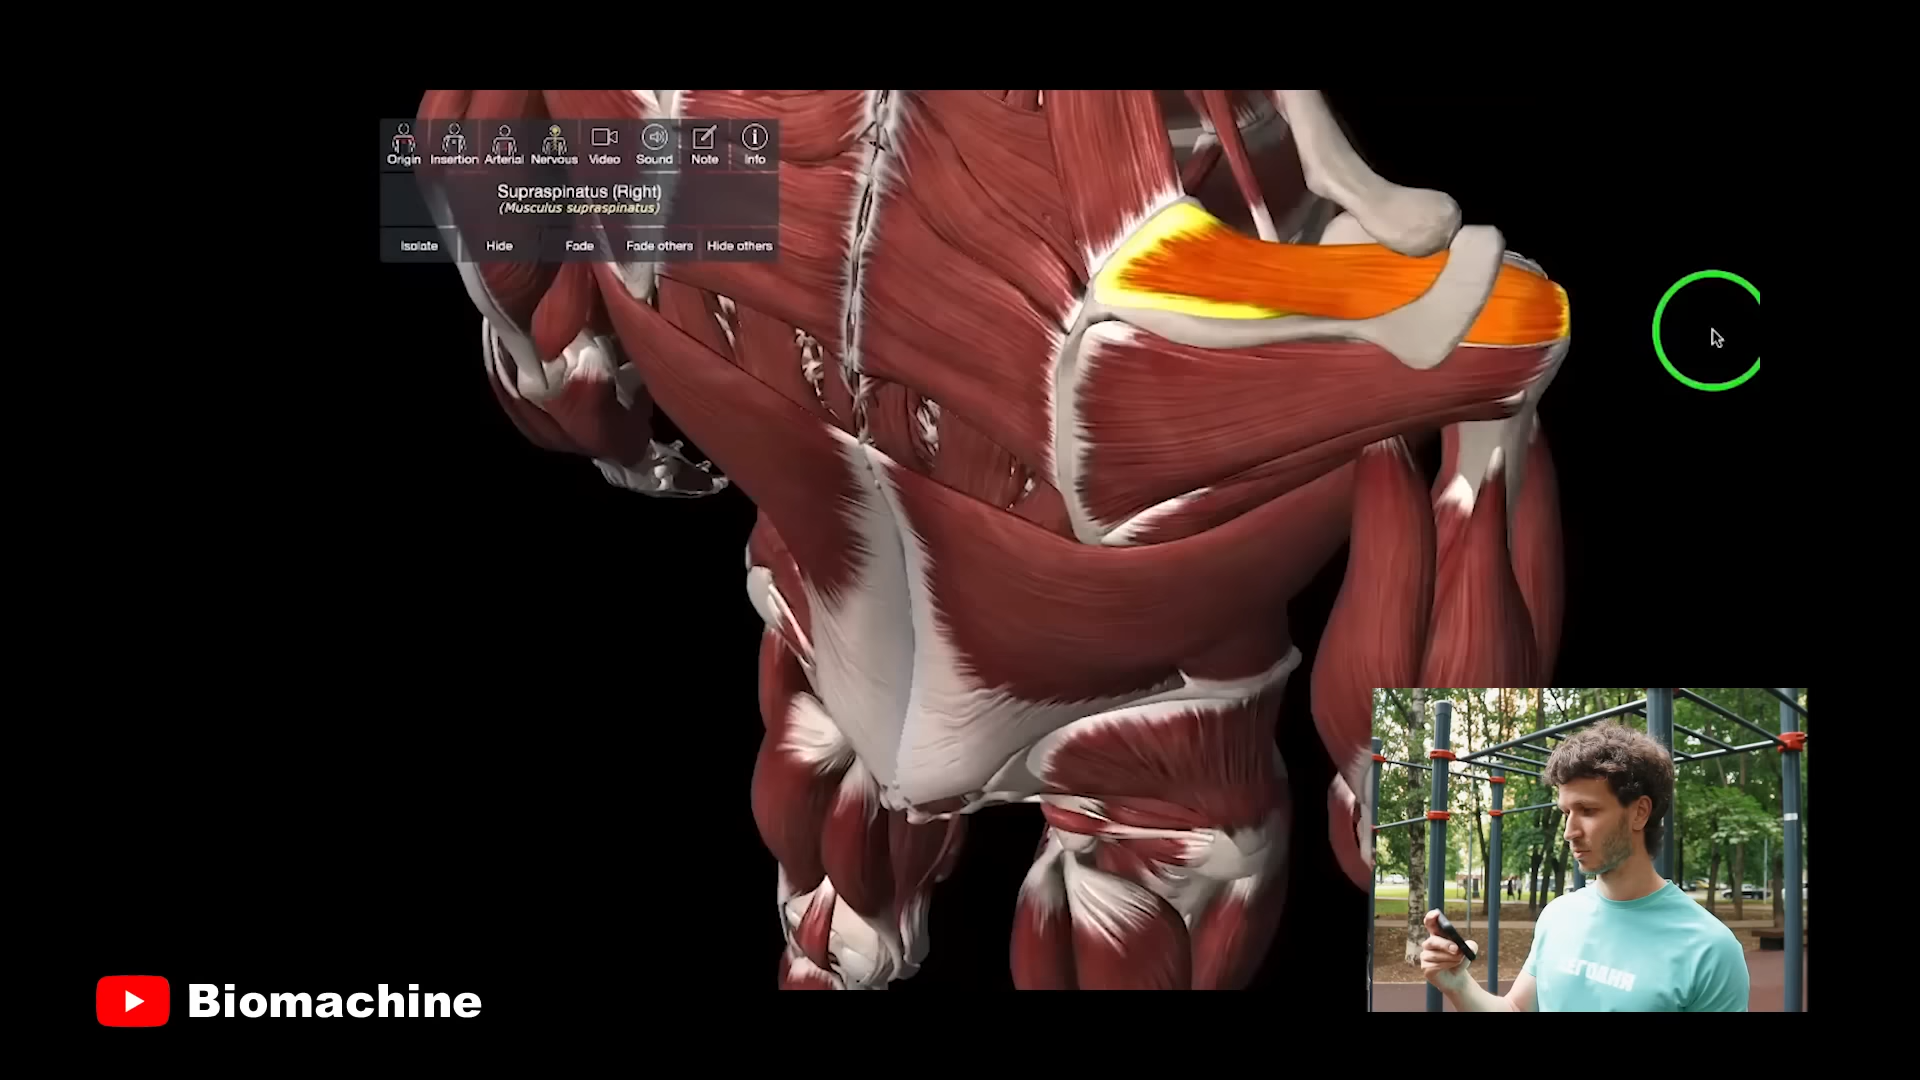 Origin Insertion Arterial Nervous Video Sound Note Info
Supraspinatus (Right)
(Musculus supraspinatus)
Isolate Hide Fade Fade others Hide others
Biomachine